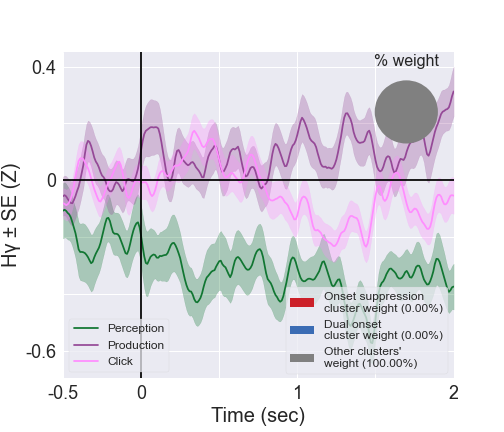 % weight
0.4
0
-0.6
Hγ ± SE (Z)
Perception
Production
Click
Onset suppression
cluster weight (0.00%)
Dual onset
cluster weight (0.00%)
Other clusters'
weight (100.00%)
-0.5
0
1
2
Time (sec)